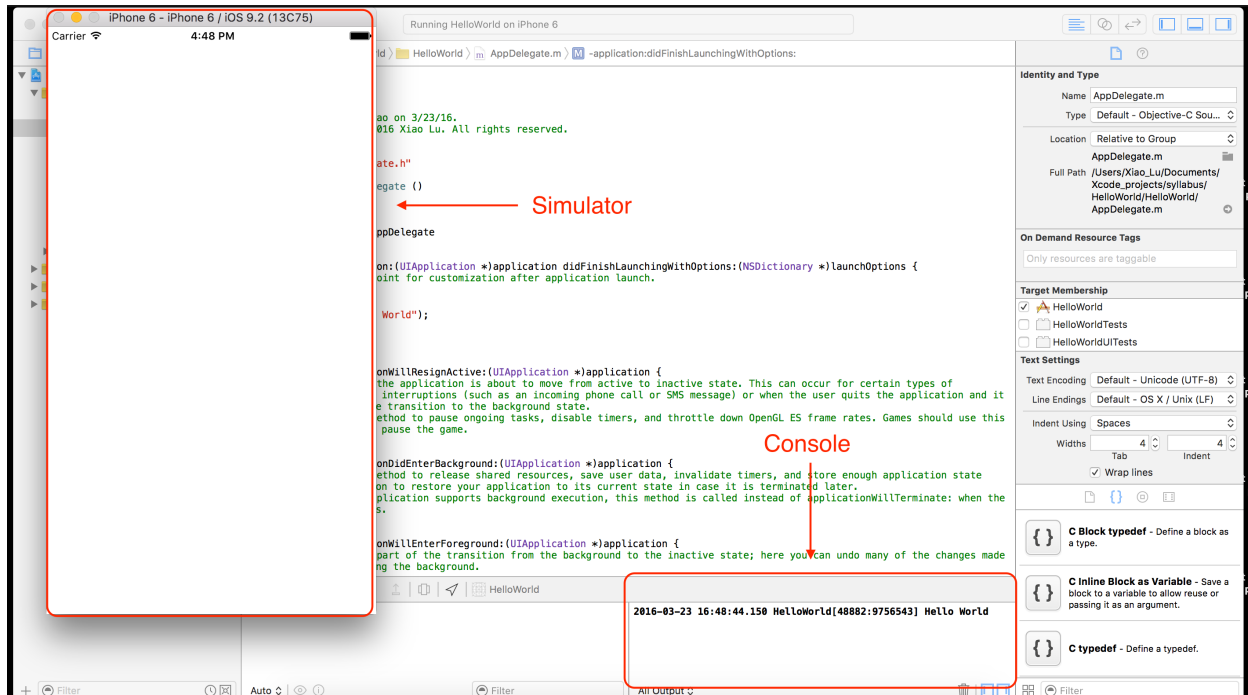 iPhone 6 - iPhone 6 / iOS 9.2 (13C75)
Running HelloWorld on iPhone 6
Carrier
4:48 PM
HelloWorld
AppDelegate.m
M
-application:didFinishLaunchingWithOptions:
ao on 3/23/16.
016 Xiao Lu. All rights reserved.
ate.h"
egate ()
Simulator
ppDelegate
on:(UIApplication *)application didFinishLaunchingWithOptions:(NSDictionary *)launchOptions {
oint for customization after application launch.
World");
onWillResignActive:(UIApplication *)application {
the application is about to move from active to inactive state. This can occur for certain types of
interruptions (such as an incoming phone call or SMS message) or when the user quits the application and it
e transition to the background state.
ethod to pause ongoing tasks, disable timers, and throttle down OpenGL ES frame rates. Games should use this
pause the game.
Console
onDidEnterBackground:(UIApplication *)application {
ethod to release shared resources, save user data, invalidate timers, and store enough application state
on to restore your application to its current state in case it is terminated later.
plication supports background execution, this method is called instead of applicationWillTerminate: when the
s.
onWillEnterForeground:(UIApplication *)application {
part of the transition from the background to the inactive state; here you can undo many of the changes made
ng the background.
HelloWorld
2016-03-23 16:48:44.150 HelloWorld[48882:9756543] Hello World
Filter
Auto
Filter
All Output
Identity and Type
Name AppDelegate.m
Type Default - Objective-C Sou...
Location Relative to Group
AppDelegate.m
Full Path /Users/Xiao_Lu/Documents/
Xcode_projects/syllabus/
HelloWorld/HelloWorld/
AppDelegate.m
On Demand Resource Tags
Only resources are taggable
Target Membership
HelloWorld
HelloWorldTests
HelloWorldUITests
Text Settings
Text Encoding Default - Unicode (UTF-8)
Line Endings Default - OS X / Unix (LF)
Indent Using Spaces
Widths 4 4
Tab Indent
Wrap lines
{ }
{ } C Block typedef - Define a block as
a type.
{ } C Inline Block as Variable - Save a
block to a variable to allow reuse or
passing it as an argument.
{ } C typedef - Define a typedef.
Filter